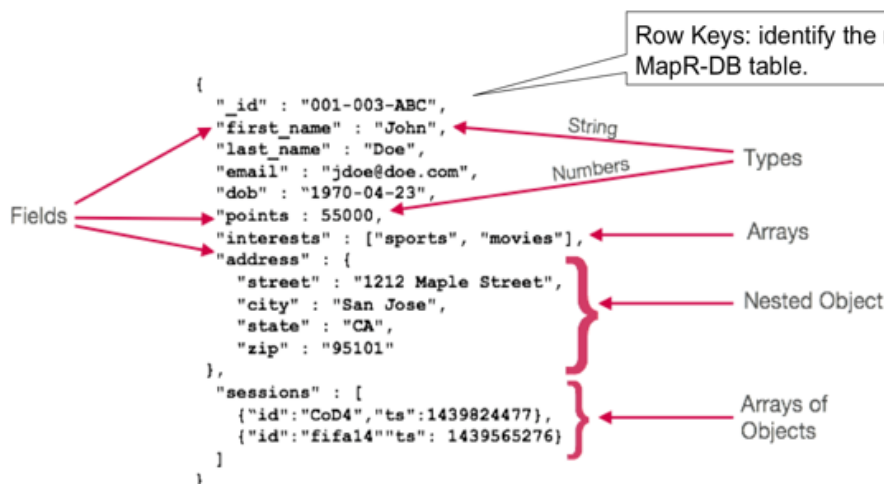 Row Keys: identify the
MapR-DB table.
{
"_id" : "001-003-ABC",
"first_name" : "John",
"last_name" : "Doe",
"email" : "jdoe@doe.com",
"dob" : "1970-04-23",
"points : 55000,
"interests" : ["sports", "movies"],
"address" : {
"street" : "1212 Maple Street",
"city" : "San Jose",
"state" : "CA",
"zip" : "95101"
},
"sessions" : [
{"id":"CoD4","ts":1439824477},
{"id":"fifa14""ts": 1439565276}
]
}
Fields
String
Numbers
Types
Arrays
Nested Object
Arrays of
Objects